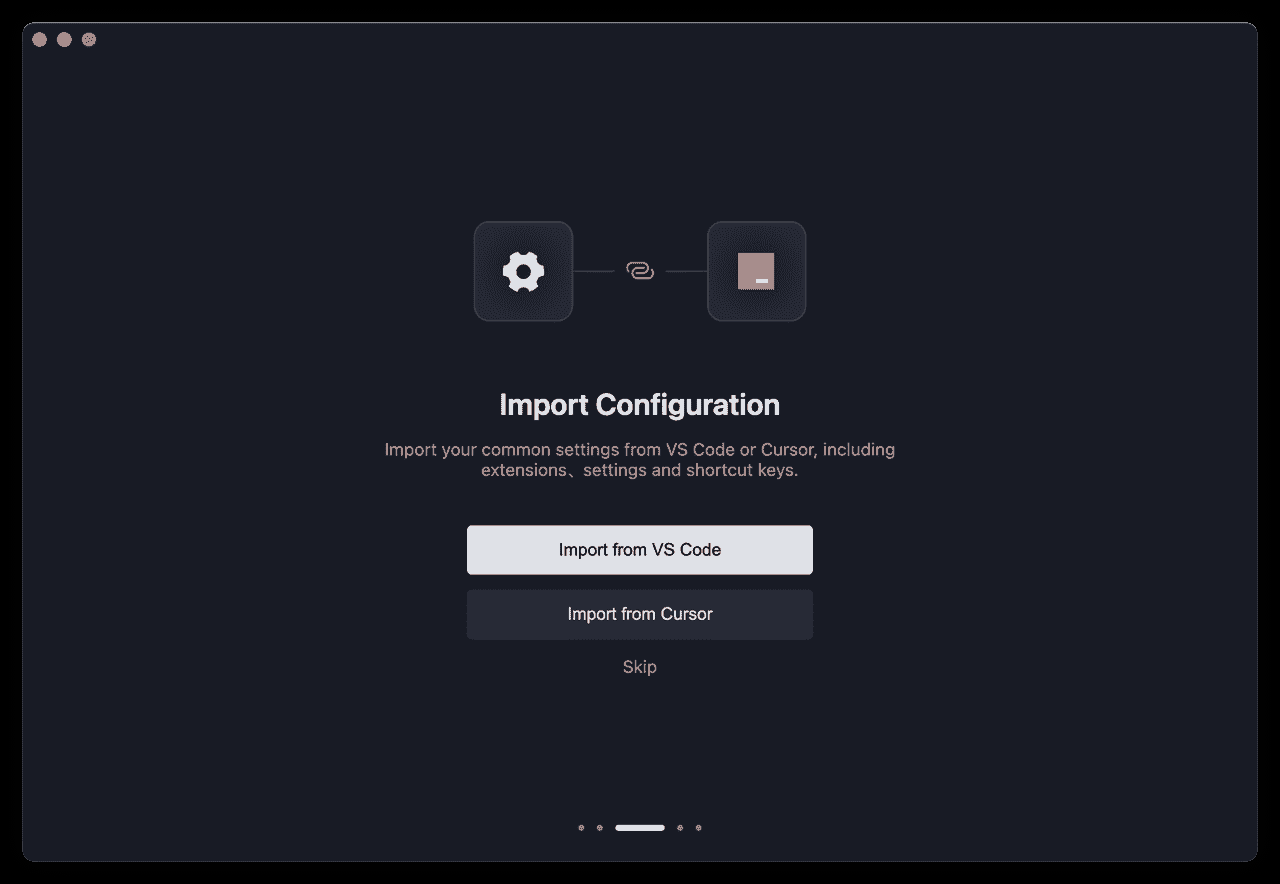 Import Configuration
Import your common settings from VS Code or Cursor, including
extensions、settings and shortcut keys.
Import from VS Code
Import from Cursor
Skip